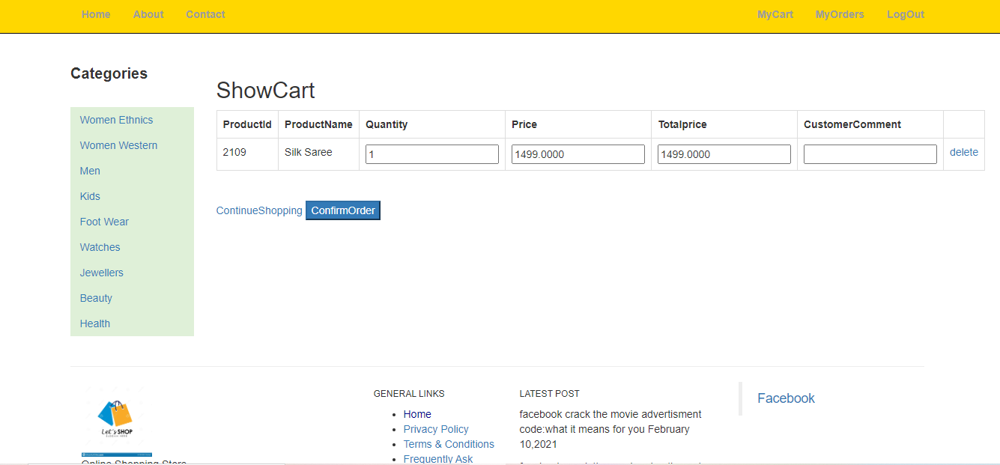 Home About Contact MyCart MyOrders LogOut
Categories
Women Ethnics
Women Western
Men
Kids
Foot Wear
Watches
Jewellers
Beauty
Health
ShowCart
ProductId ProductName Quantity Price Totalprice CustomerComment
2109 Silk Saree 1 1499.0000 1499.0000 delete
ContinueShopping ConfirmOrder
Let's SHOP
Online Shopping Store
GENERAL LINKS
Home
Privacy Policy
Terms & Conditions
Frequently Ask
LATEST POST
facebook crack the movie advertisment
code:what it means for you February
10,2021
Facebook